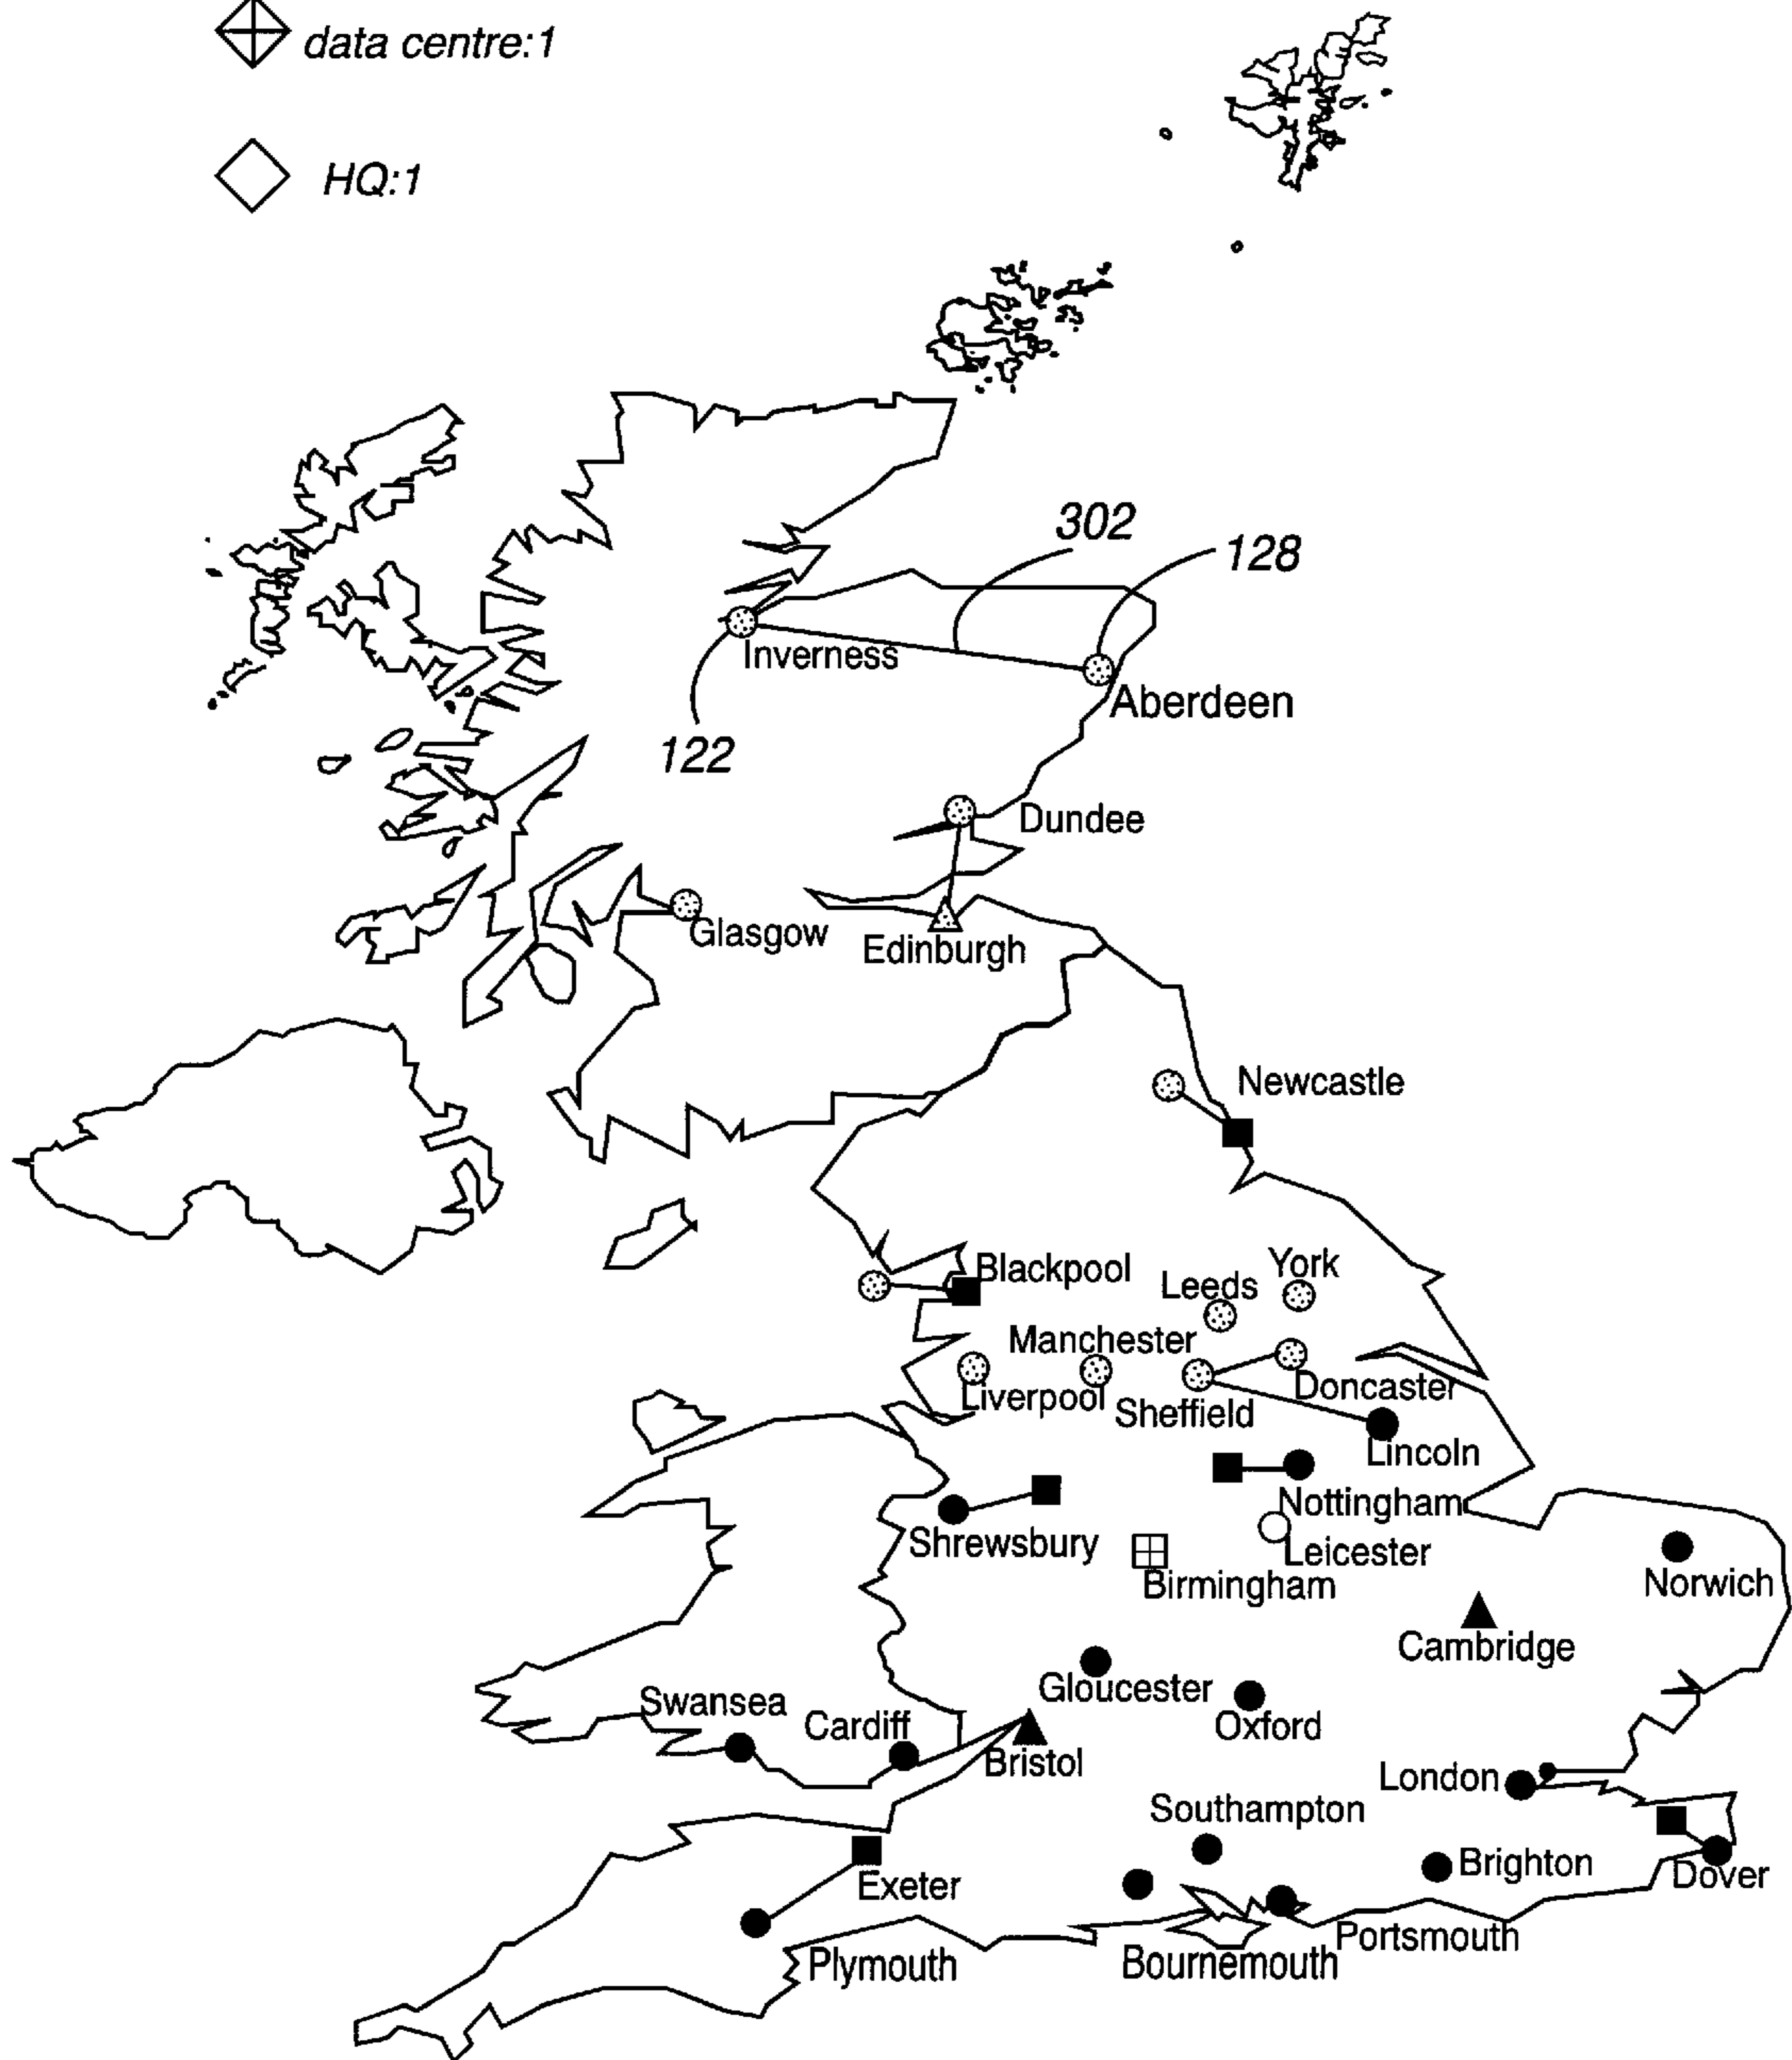 data centre:1
HQ:1
302
128
Inverness
Aberdeen
122
Dundee
Glasgow
Edinburgh
Newcastle
Blackpool
York
Leeds
Manchester
Liverpool
Sheffield
Doncaster
Lincoln
Nottingham
Shrewsbury
Leicester
Birmingham
Norwich
Cambridge
Gloucester
Swansea
Cardiff
Oxford
Bristol
London
Southampton
Brighton
Dover
Exeter
Portsmouth
Plymouth
Bournemouth